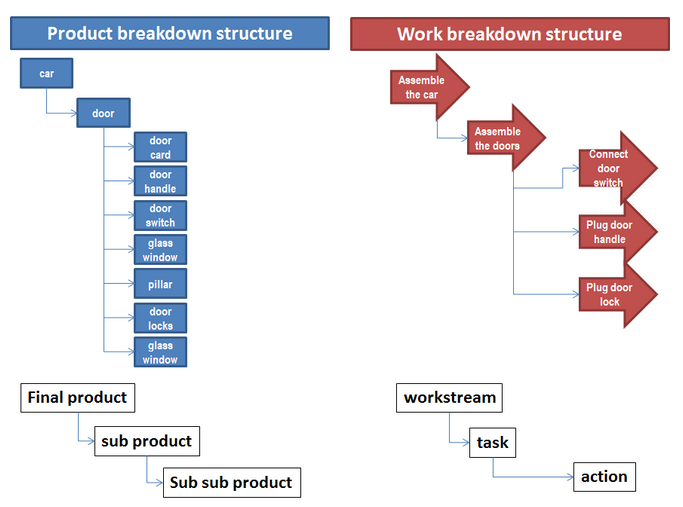 Product breakdown structure
car
door
door
card
door
handle
door
switch
glass
window
pillar
door
locks
glass
window
Final product
sub product
Sub sub product
Work breakdown structure
Assemble
the car
Assemble
the doors
Connect
door
switch
Plug door
handle
Plug door
lock
workstream
task
action